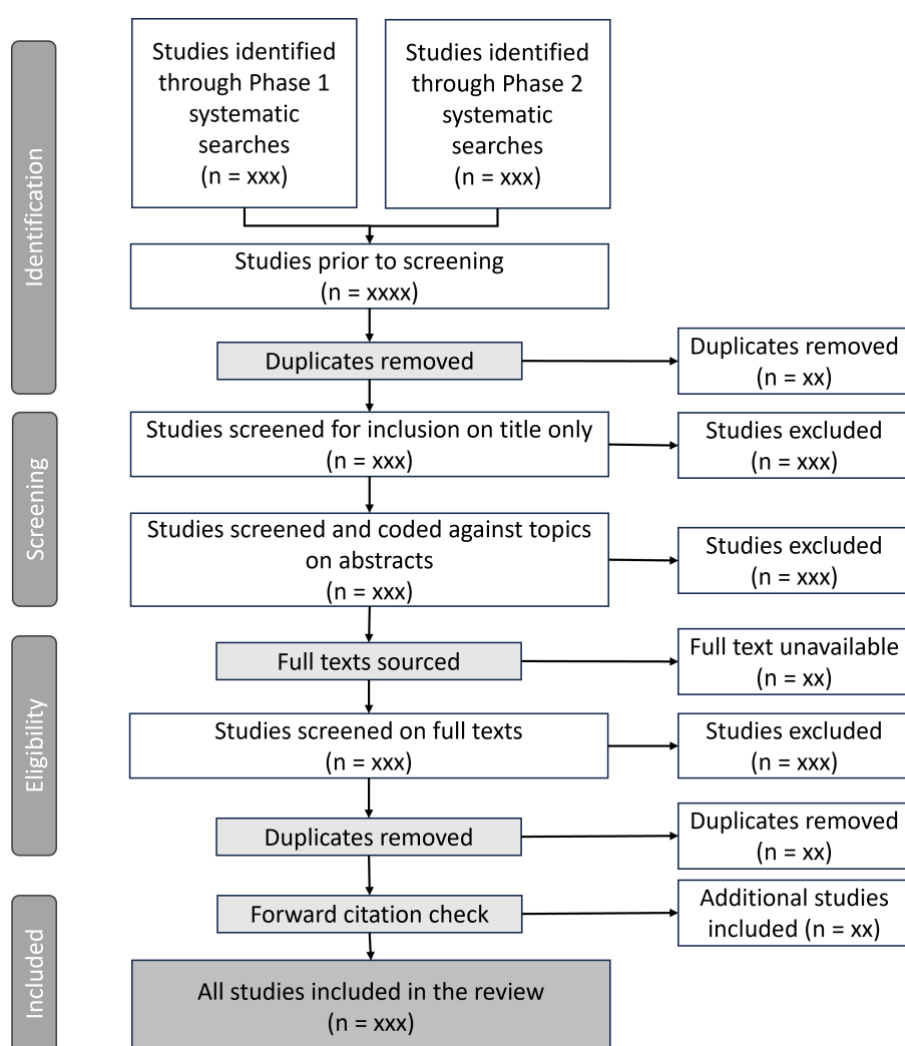 Identification
Studies identified
through Phase 1
systematic
searches
(n = xxx)
Studies identified
through Phase 2
systematic
searches
(n = xxx)
Studies prior to screening
(n = xxxx)
Duplicates removed
Duplicates removed
(n = xx)
Screening
Studies screened for inclusion on title only
(n = xxx)
Studies excluded
(n = xxx)
Studies screened and coded against topics
on abstracts
(n = xxx)
Studies excluded
(n = xxx)
Eligibility
Full texts sourced
Full text unavailable
(n = xx)
Studies screened on full texts
(n = xxx)
Studies excluded
(n = xxx)
Duplicates removed
Duplicates removed
(n = xx)
Included
Forward citation check
Additional studies
included (n = xx)
All studies included in the review
(n = xxx)